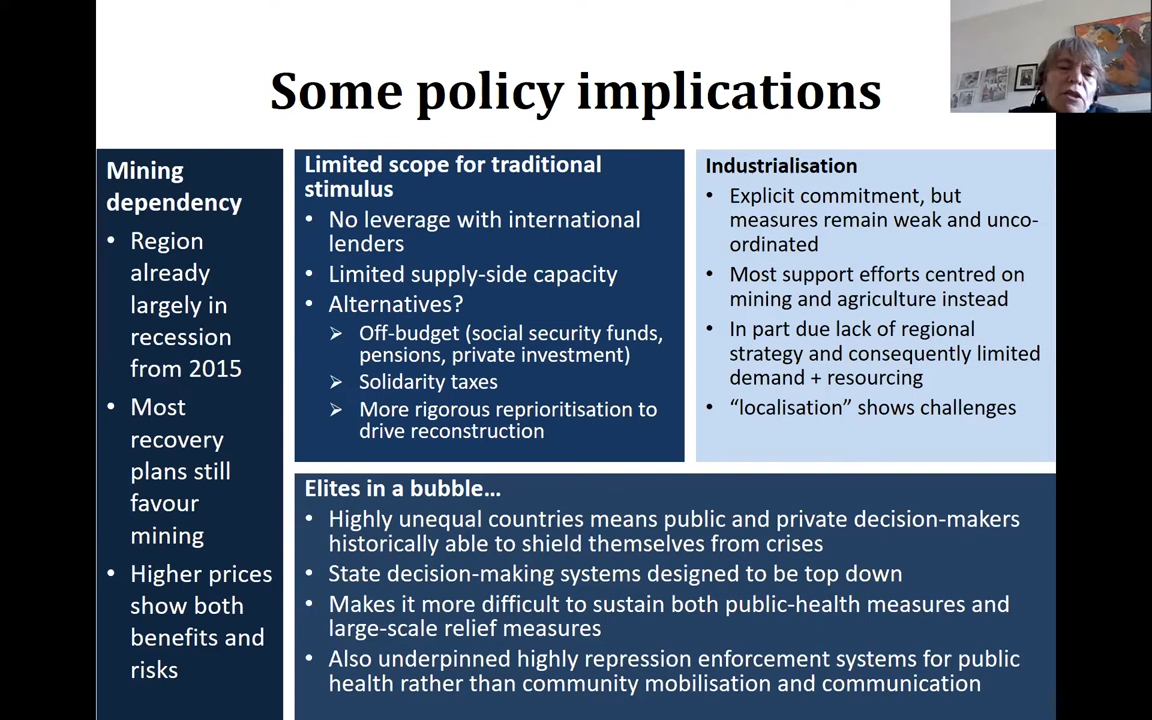 Some policy implications
Mining
dependency
• Region
already
largely in
recession
from 2015
• Most
recovery
plans still
favour
mining
• Higher prices
show both
benefits and
risks
Limited scope for traditional
stimulus
• No leverage with international
lenders
• Limited supply-side capacity
• Alternatives?
➢ Off-budget (social security funds,
pensions, private investment)
➢ Solidarity taxes
➢ More rigorous reprioritisation to
drive reconstruction
Industrialisation
• Explicit commitment, but
measures remain weak and unco-
ordinated
• Most support efforts centred on
mining and agriculture instead
• In part due lack of regional
strategy and consequently limited
demand + resourcing
• “localisation” shows challenges
Elites in a bubble…
• Highly unequal countries means public and private decision-makers
historically able to shield themselves from crises
• State decision-making systems designed to be top down
• Makes it more difficult to sustain both public-health measures and
large-scale relief measures
• Also underpinned highly repression enforcement systems for public
health rather than community mobilisation and communication